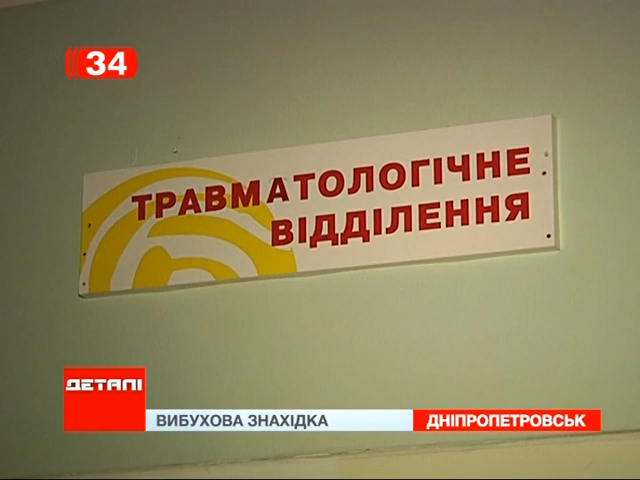 34
ТРАВМАТОЛОГІЧНЕ
ВІДДІЛЕННЯ
ДЕТАЛІ
ВИБУХОВА ЗНАХІДКА
ДНІПРОПЕТРОВСЬК